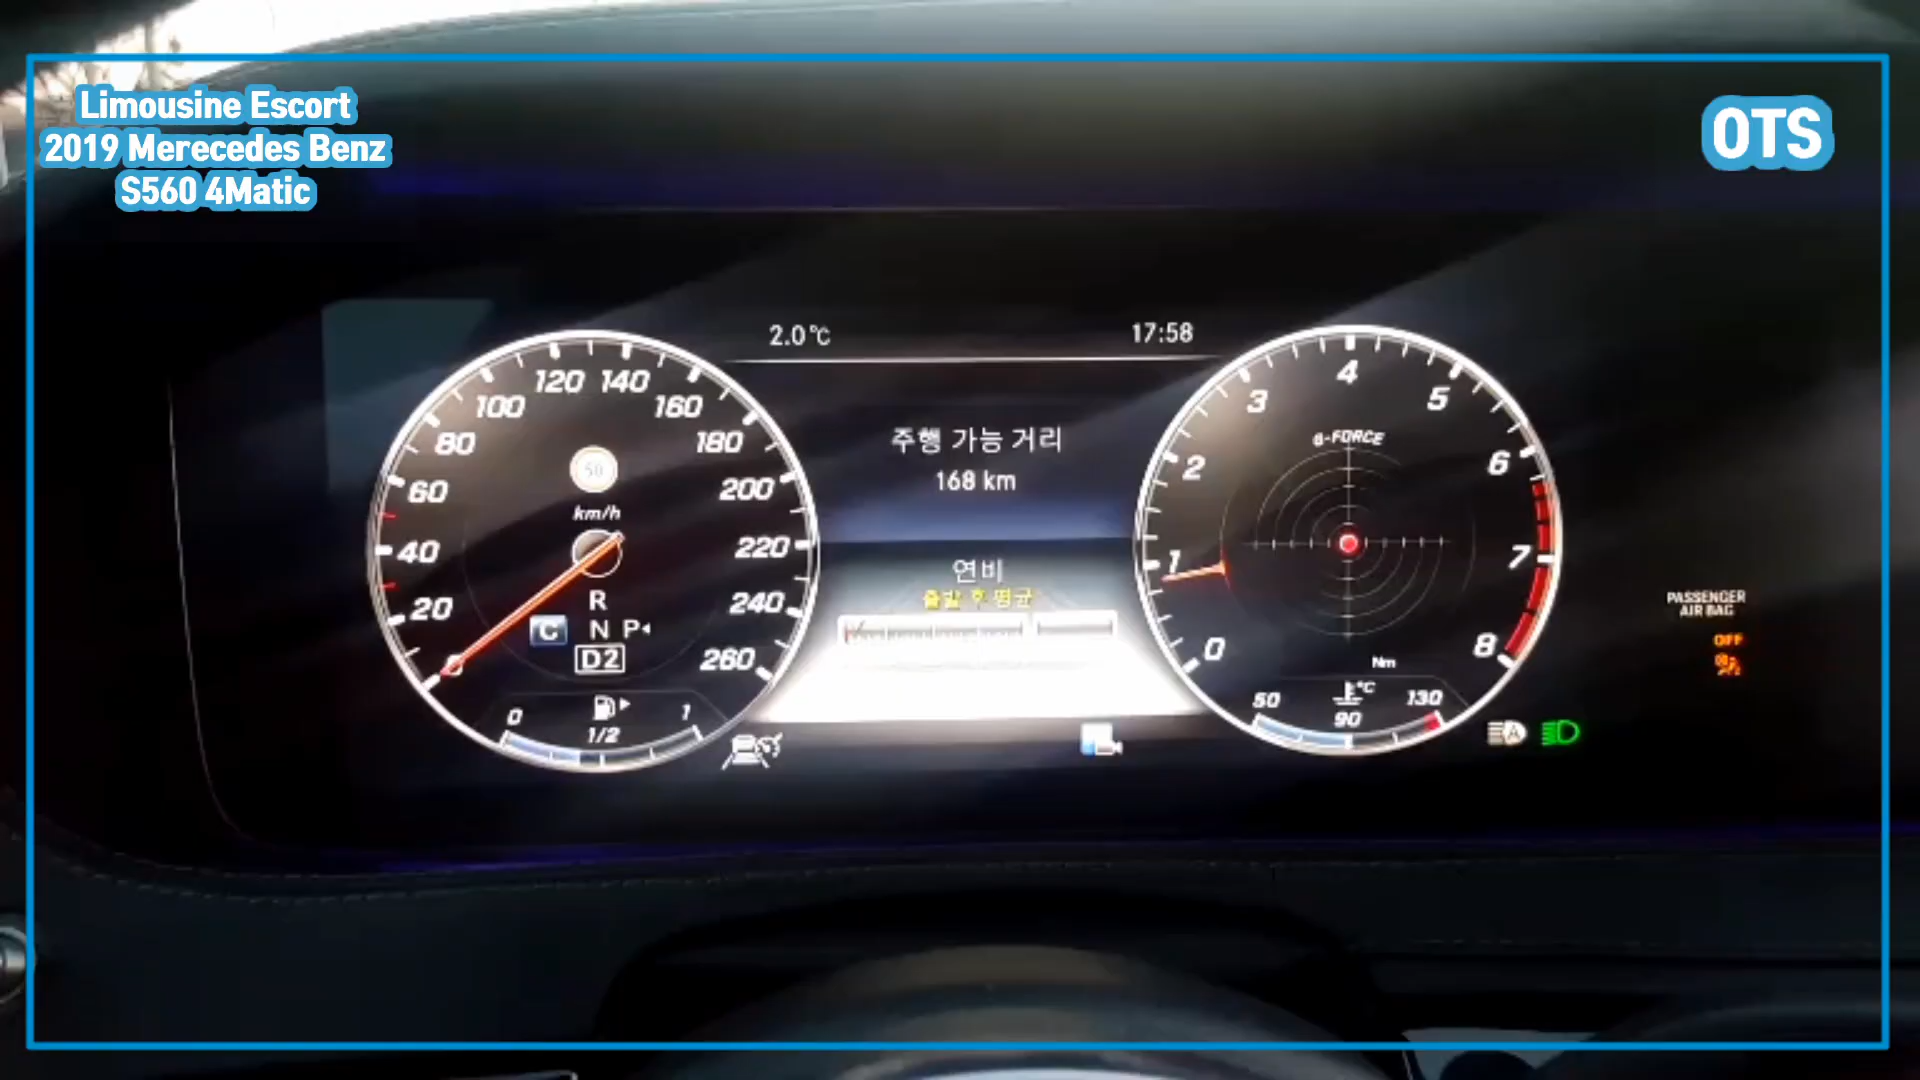 Limousine Escort
2019 Merecedes Benz
S560 4Matic
OTS
2.0°C
17:58
주행 가능 거리
168 km
연비
출발 후 평균
0
20
40
60
80
100
120
140
160
180
200
220
240
260
50
km/h
R
C N P
D2
0 1/2 1
0
1
2
3
4
5
6
7
8
G-FORCE
Nm
50 90 °C 130
A
PASSENGER
AIR BAG
OFF